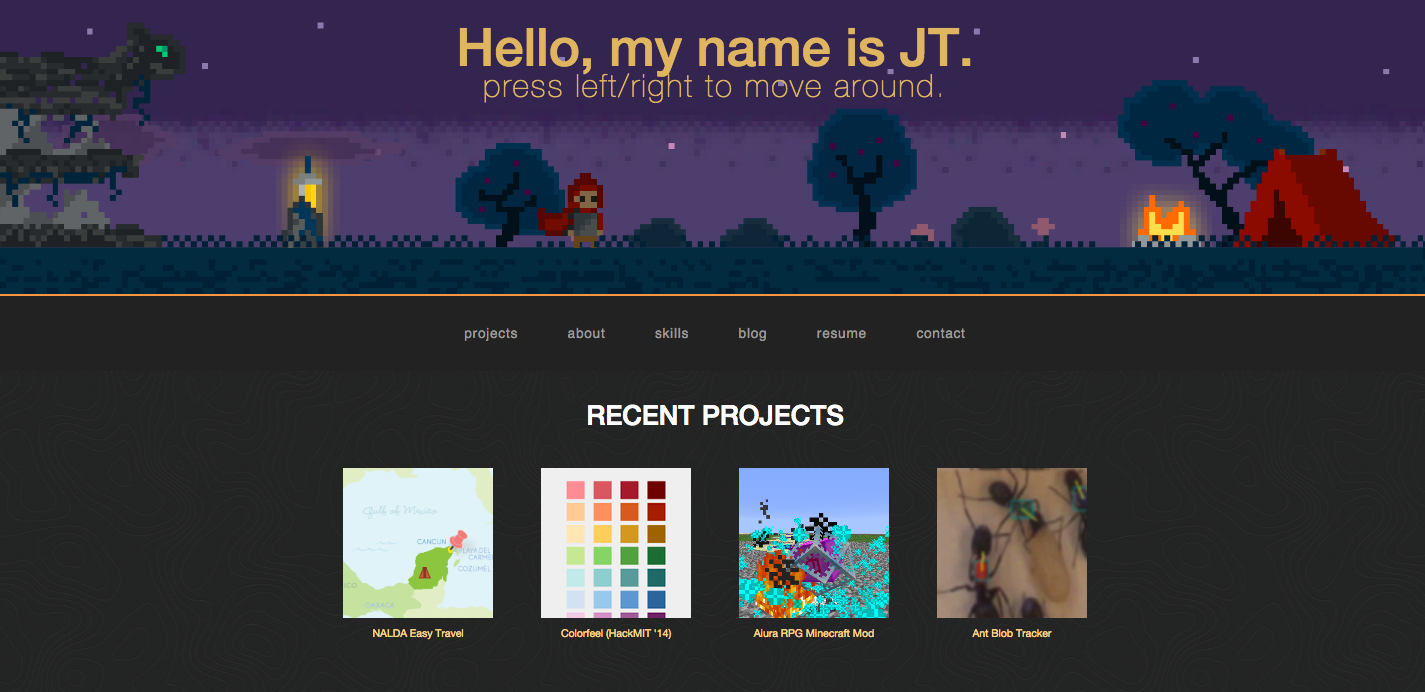 Hello, my name is JT.
press left/right to move around.
projects about skills blog resume contact
RECENT PROJECTS
Gulf of Mexico
CANCUN
PLAYA DEL
CARMEN
COZUMEL
OAXACA
NALDA Easy Travel Colorfeel (HackMIT '14) Alura RPG Minecraft Mod Ant Blob Tracker